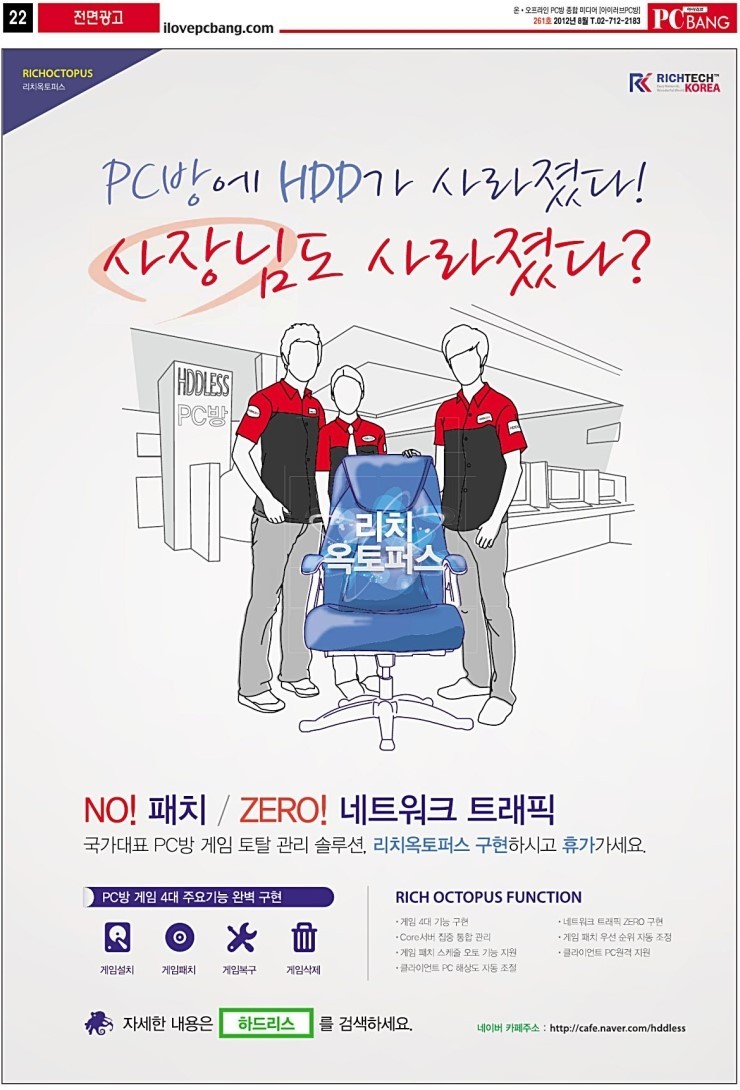 22
전면광고
ilovepcbang.com
온•오프라인 PC방 종합 미디어 [아이러브PC방]
261호 2012년 8월 T.02-712-2183
아이러브
PC BANG
RICHOCTOPUS
리치옥토퍼스
RK RICHTECH™
KOREA
PC방에 HDD가 사라졌다!
사장님도 사라졌다?
HDDLESS
PC방
리치
옥토퍼스
NO! 패치 / ZERO! 네트워크 트래픽
국가대표 PC방 게임 토탈 관리 솔루션, 리치옥토퍼스 구현하시고 휴가가세요.
PC방 게임 4대 주요기능 완벽 구현
게임설치 게임패치 게임복구 게임삭제
RICH OCTOPUS FUNCTION
•게임 4대 기능 구현
•Core서버 집중 통합 관리
•게임 패치 스케줄 오토 기능 지원
•클라이언트 PC 해상도 자동 조절
•네트워크 트래픽 ZERO 구현
•게임 패치 우선 순위 자동 조정
•클라이언트 PC원격 지원
자세한 내용은 하드리스 를 검색하세요.
네이버 카페주소 : http://cafe.naver.com/hddless